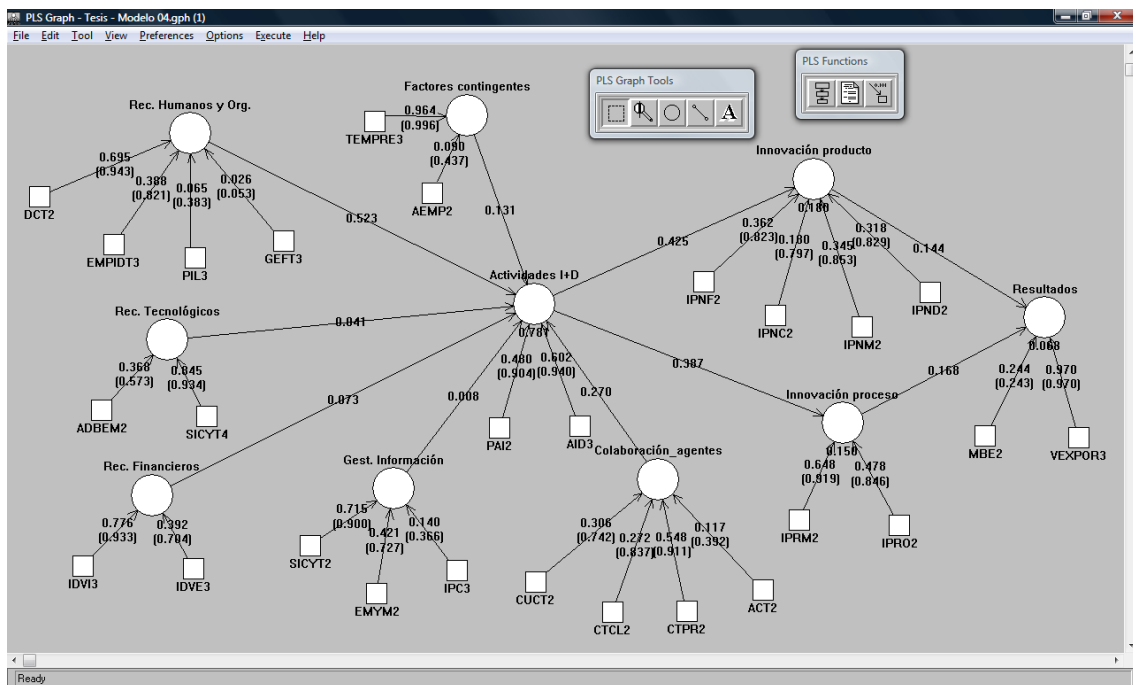 PLS Graph - Tesis - Modelo 04.gph (1)
File Edit Tool View Preferences Options Execute Help
PLS Graph Tools
A
PLS Functions
0.101
Factores contingentes
0.964
(0.996)
TEMPRE3
0.090
(0.437)
AEMP2
0.131
Rec. Humanos y Org.
0.695
(0.943)
DCT2
0.388
(0.821)
EMPIDT3
0.065
(0.383)
PIL3
0.026
(0.053)
GEFT3
0.523
Innovación producto
0.180
0.362
(0.823)
IPNF2
0.180
(0.797)
IPNC2
0.345
(0.853)
IPNM2
0.318
(0.829)
IPND2
0.144
0.425
Actividades I+D
0.781
0.480
(0.904)
PAI2
0.602
(0.940)
AID3
Rec. Tecnológicos
0.368
(0.573)
ADBEM2
0.845
(0.934)
SICYT4
0.041
Resultados
0.068
0.244
(0.243)
MBE2
0.970
(0.970)
VEXPOR3
0.387
0.168
Innovación proceso
0.150
0.648
(0.919)
IPRM2
0.478
(0.846)
IPRO2
Rec. Financieros
0.776
(0.933)
IDVI3
0.392
(0.704)
IDVE3
0.073
Gest. Información
0.715
(0.900)
SICYT2
0.421
(0.727)
EMYM2
0.140
(0.366)
IPC3
0.008
Colaboración_agentes
0.306
(0.742)
CUCT2
0.272
(0.837)
CTCL2
0.548
(0.911)
CTPR2
0.117
(0.392)
ACT2
0.270
Ready